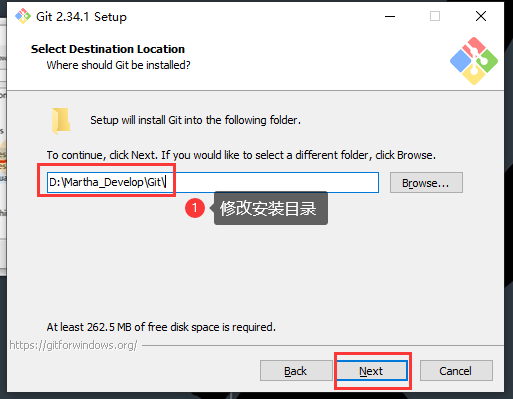 Git 2.34.1 Setup
Select Destination Location
Where should Git be installed?
Setup will install Git into the following folder.
To continue, click Next. If you would like to select a different folder, click Browse.
D:\Martha_Develop\Git\
Browse...
1 修改安装目录
At least 262.5 MB of free disk space is required.
https://gitforwindows.org/
Back Next Cancel